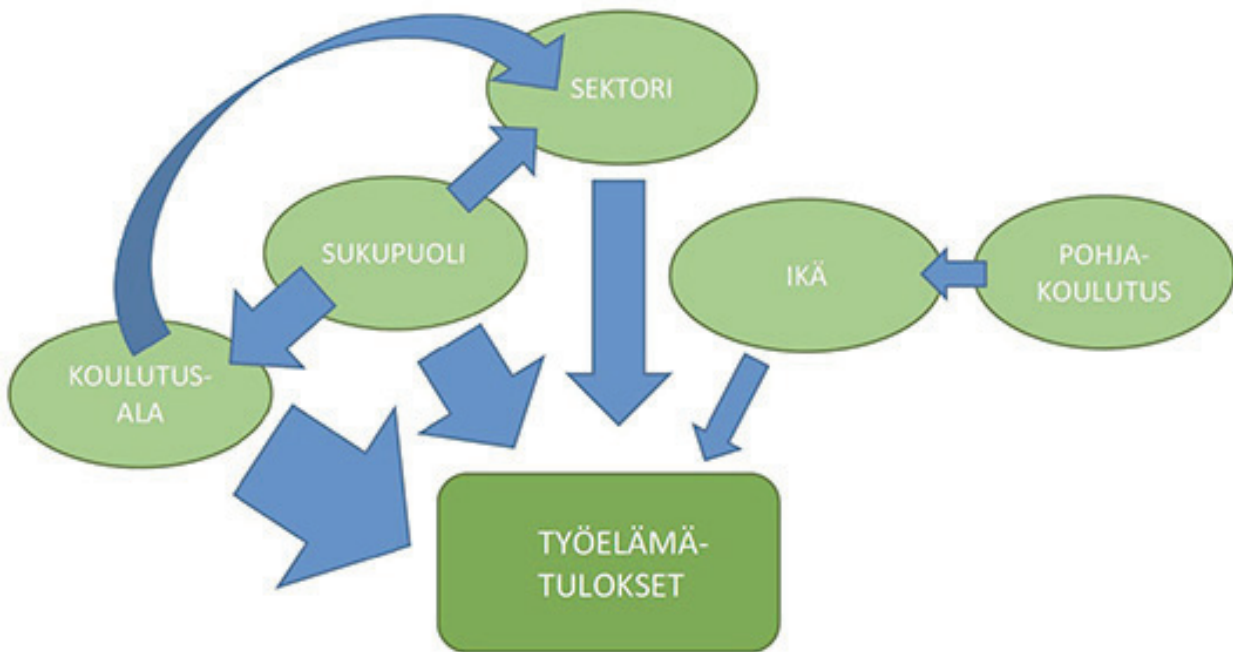 SEKTORI
SUKUPUOLI
IKÄ
POHJA-
KOULUTUS
KOULUTUS-
ALA
TYÖELÄMÄ-
TULOKSET